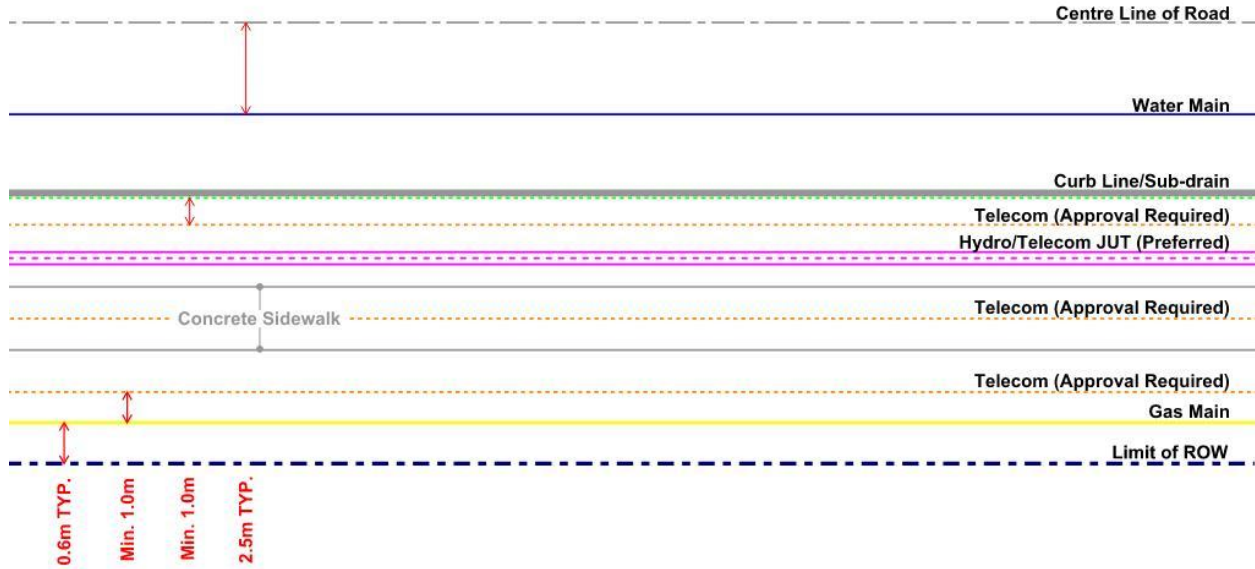 Centre Line of Road
Water Main
Curb Line/Sub-drain
Telecom (Approval Required)
Hydro/Telecom JUT (Preferred)
Concrete Sidewalk
Telecom (Approval Required)
Telecom (Approval Required)
Gas Main
Limit of ROW
0.6m TYP.
Min. 1.0m
Min. 1.0m
2.5m TYP.